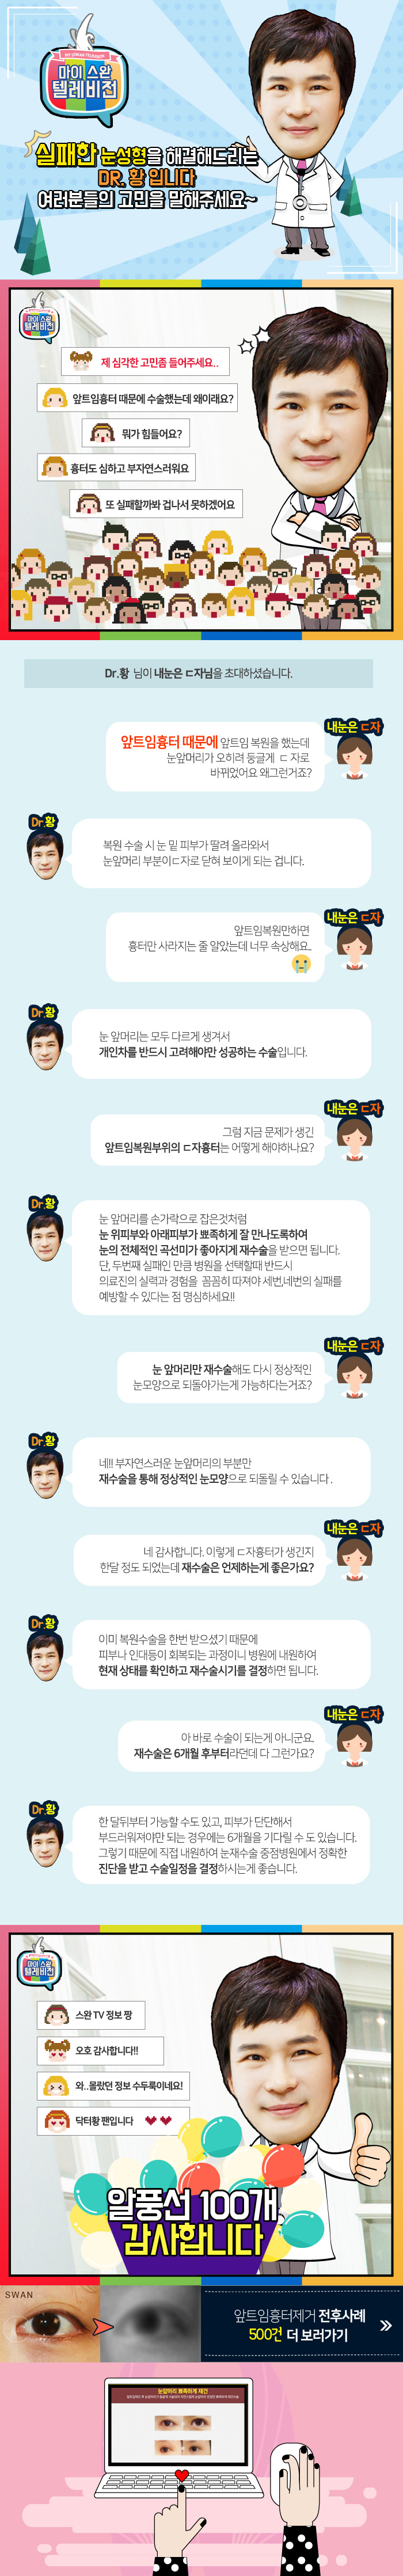 MY SWAN TELEVISION
마이 스완
텔레비전
실패한 눈성형을 해결해드리는
DR. 황 입니다
여러분들의 고민을 말해주세요~
마이 스완
텔레비전
제 심각한 고민좀 들어주세요..
앞트임흉터 때문에 수술했는데 왜이래요?
뭐가 힘들어요?
흉터도 심하고 부자연스러워요
또 실패할까봐 겁나서 못하겠어요
Dr.황 님이 내눈은 ㄷ자님을 초대하셨습니다.
내눈은 ㄷ자
앞트임흉터 때문에 앞트임 복원을 했는데
눈앞머리가 오히려 둥글게 ㄷ 자로
바뀌었어요 왜그런거죠?
Dr.황
복원 수술 시 눈 밑 피부가 딸려 올라와서
눈앞머리 부분이ㄷ자로 닫혀 보이게 되는 겁니다.
내눈은 ㄷ자
앞트임복원만하면
흉터만 사라지는 줄 알았는데 너무 속상해요..
Dr.황
눈 앞머리는 모두 다르게 생겨서
개인차를 반드시 고려해야만 성공하는 수술입니다.
내눈은 ㄷ자
그럼 지금 문제가 생긴
앞트임복원부위의 ㄷ자흉터는 어떻게 해야하나요?
Dr.황
눈 앞머리를 손가락으로 잡은것처럼
눈 위피부와 아래피부가 뾰족하게 잘 만나도록하여
눈의 전체적인 곡선미가 좋아지게 재수술을 받으면 됩니다.
단, 두번째 실패인 만큼 병원을 선택할때 반드시
의료진의 실력과 경험을 꼼꼼히 따져야 세번,네번의 실패를
예방할 수 있다는 점 명심하세요!!
내눈은 ㄷ자
눈 앞머리만 재수술해도 다시 정상적인
눈모양으로 되돌아가는게 가능하다는거죠?
Dr.황
네!! 부자연스러운 눈앞머리의 부분만
재수술을 통해 정상적인 눈모양으로 되돌릴 수 있습니다 .
내눈은 ㄷ자
네 감사합니다. 이렇게 ㄷ자흉터가 생긴지
한달 정도 되었는데 재수술은 언제하는게 좋은가요?
Dr.황
이미 복원수술을 한번 받으셨기 때문에
피부나 인대등이 회복되는 과정이니 병원에 내원하여
현재 상태를 확인하고 재수술시기를 결정하면 됩니다.
내눈은 ㄷ자
아 바로 수술이 되는게 아니군요.
재수술은 6개월 후부터라던데 다 그런가요?
Dr.황
한 달뒤부터 가능할 수도 있고, 피부가 단단해서
부드러워져야만 되는 경우에는 6개월을 기다릴 수 도 있습니다.
그렇기 때문에 직접 내원하여 눈재수술 중점병원에서 정확한
진단을 받고 수술일정을 결정하시는게 좋습니다.
마이 스완
텔레비전
스완 TV 정보 짱
오호 감사합니다!!
와..몰랐던 정보 수두룩이네요!
닥터황 팬입니다
알풍선 100개
감사합니다
SWAN
앞트임흉터제거 전후사례
500건 더 보러가기
눈앞머리 뾰족하게 재건